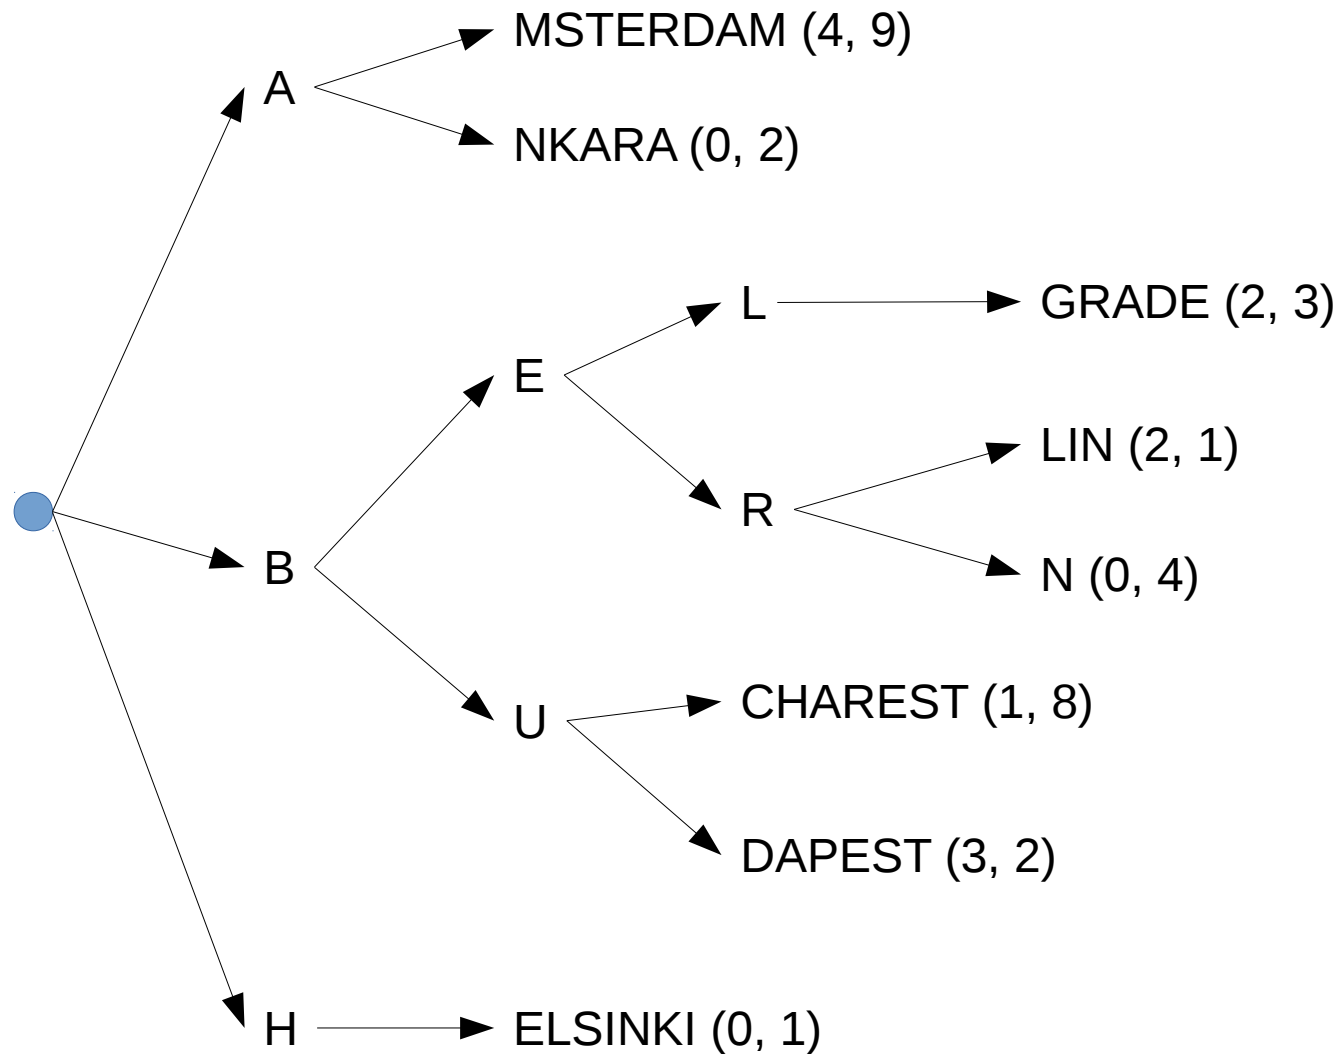 MSTERDAM (4, 9)
A
NKARA (0, 2)
L
GRADE (2, 3)
E
LIN (2, 1)
R
N (0, 4)
B
CHAREST (1, 8)
U
DAPEST (3, 2)
H
ELSINKI (0, 1)